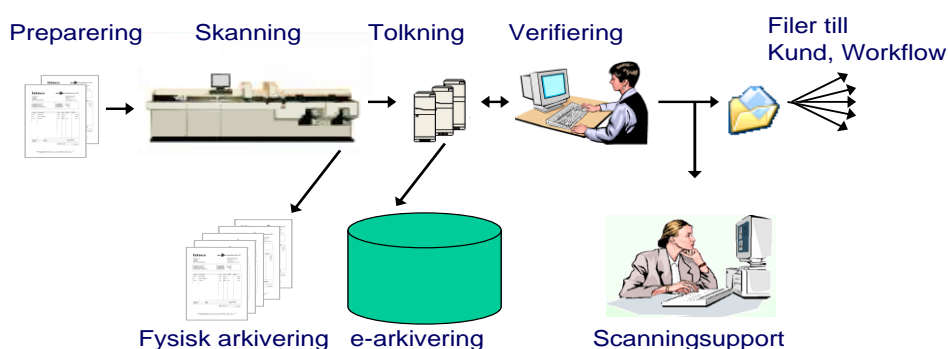 Preparering
Skanning
Tolkning
Verifiering
Filer till
Kund, Workflow
Fysisk arkivering
e-arkivering
Scanningsupport